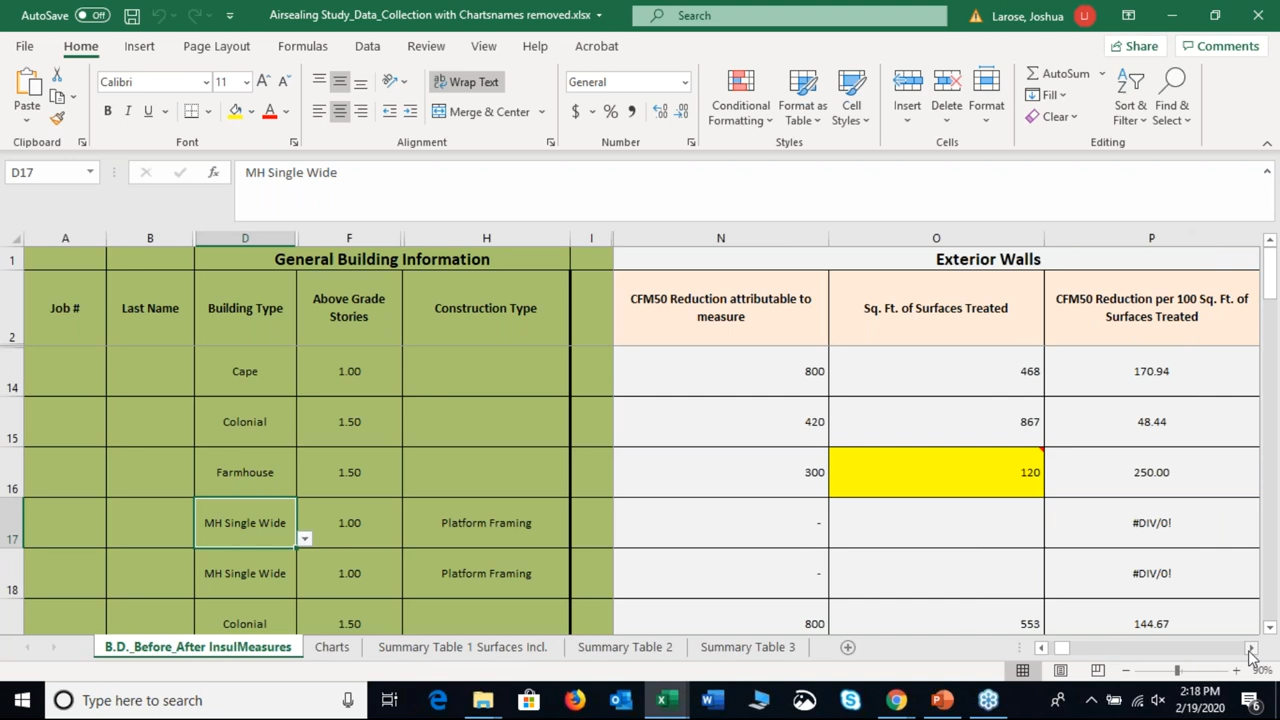 AutoSave Off Airsealing Study_Data_Collection with Chartsnames removed.xlsx Search Larose, Joshua
File Home Insert Page Layout Formulas Data Review View Help Acrobat Share Comments
Paste Calibri 11 Wrap Text General Conditional Formatting Format as Table Cell Styles Insert Delete Format AutoSum Sort & Filter Find & Select
B I U Merge & Center $ % Fill
Clear
Clipboard Font Alignment Number Styles Cells Editing
D17 fx MH Single Wide
A B D F H I N O P
1 General Building Information Exterior Walls
2 Job # Last Name Building Type Above Grade Stories Construction Type CFM50 Reduction attributable to measure Sq. Ft. of Surfaces Treated CFM50 Reduction per 100 Sq. Ft. of Surfaces Treated
14 Cape 1.00 800 468 170.94
15 Colonial 1.50 420 867 48.44
16 Farmhouse 1.50 300 120 250.00
17 MH Single Wide 1.00 Platform Framing - #DIV/0!
18 MH Single Wide 1.00 Platform Framing - #DIV/0!
Colonial 1.50 800 553 144.67
B.D._Before_After InsulMeasures Charts Summary Table 1 Surfaces Incl. Summary Table 2 Summary Table 3
90%
Type here to search 2:18 PM
2/19/2020 6